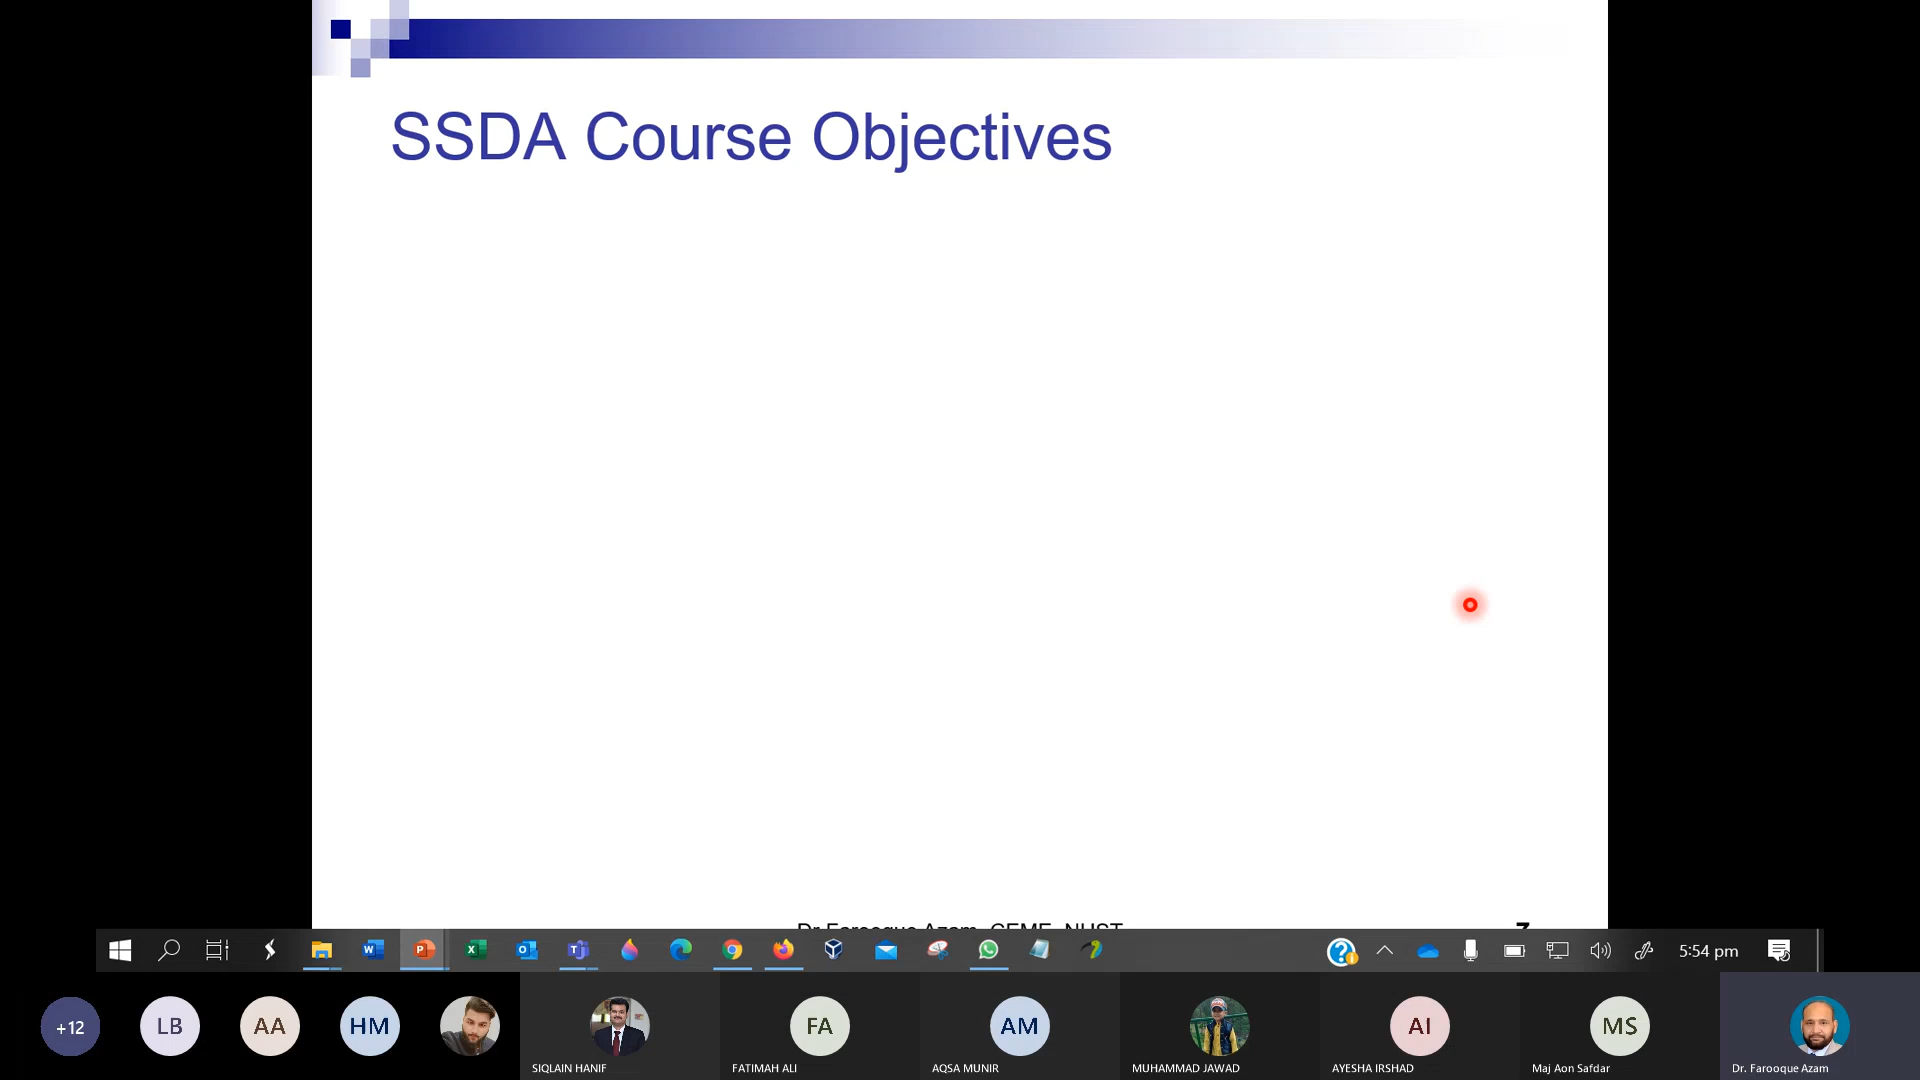 SSDA Course Objectives
Dr Farooque Azam, CEME, NUST
7
5:54 pm
+12
LB
AA
HM
FA
AM
AI
MS
SIQLAIN HANIF
FATIMAH ALI
AQSA MUNIR
MUHAMMAD JAWAD
AYESHA IRSHAD
Maj Aon Safdar
Dr. Farooque Azam